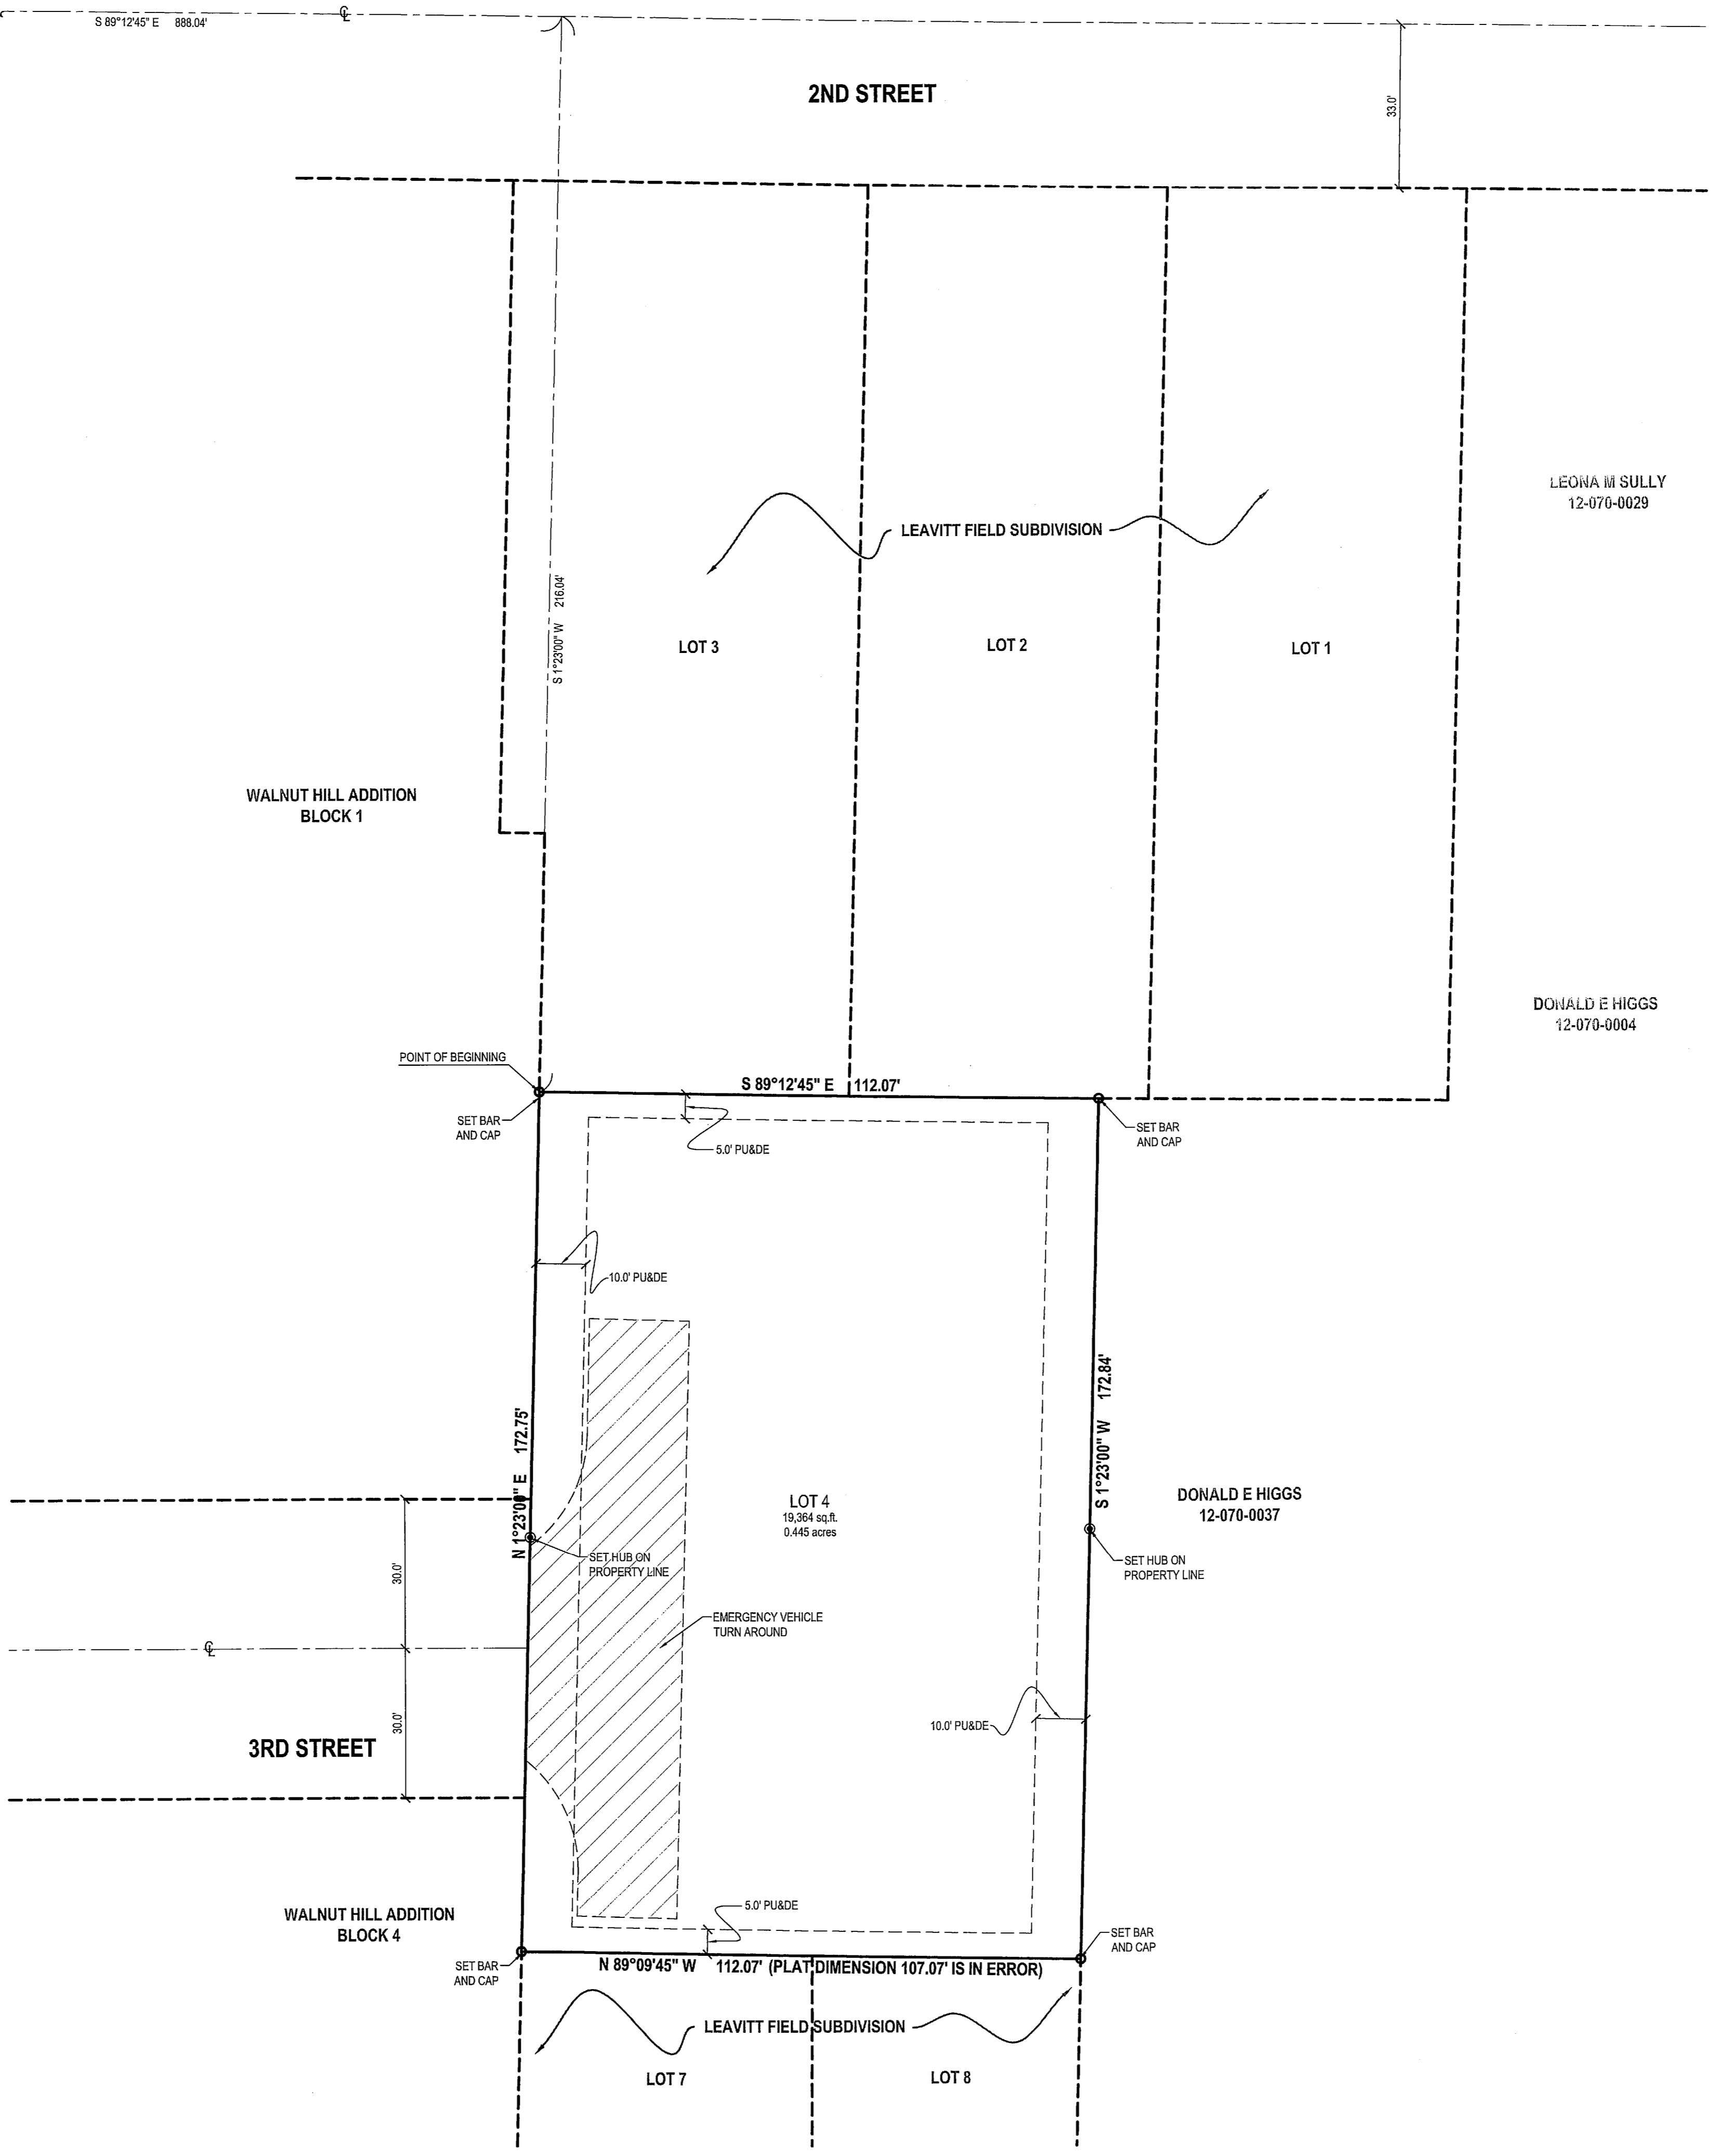 S 89°12'45" E 888.04'
℄
2ND STREET
33.0'
LEONA M SULLY
12-070-0029
LEAVITT FIELD SUBDIVISION
S 1°23'00" W 216.04'
LOT 3
LOT 2
LOT 1
WALNUT HILL ADDITION
BLOCK 1
DONALD E HIGGS
12-070-0004
POINT OF BEGINNING
S 89°12'45" E 112.07'
SET BAR
AND CAP
SET BAR
AND CAP
5.0' PU&DE
10.0' PU&DE
N 1°23'00" E 172.75'
S 1°23'00" W 172.84'
LOT 4
19,364 sq.ft.
0.445 acres
DONALD E HIGGS
12-070-0037
SET HUB ON
PROPERTY LINE
SET HUB ON
PROPERTY LINE
30.0'
EMERGENCY VEHICLE
TURN AROUND
℄
30.0'
10.0' PU&DE
3RD STREET
WALNUT HILL ADDITION
BLOCK 4
5.0' PU&DE
SET BAR
AND CAP
SET BAR
AND CAP
N 89°09'45" W 112.07' (PLAT DIMENSION 107.07' IS IN ERROR)
LEAVITT FIELD SUBDIVISION
LOT 7
LOT 8